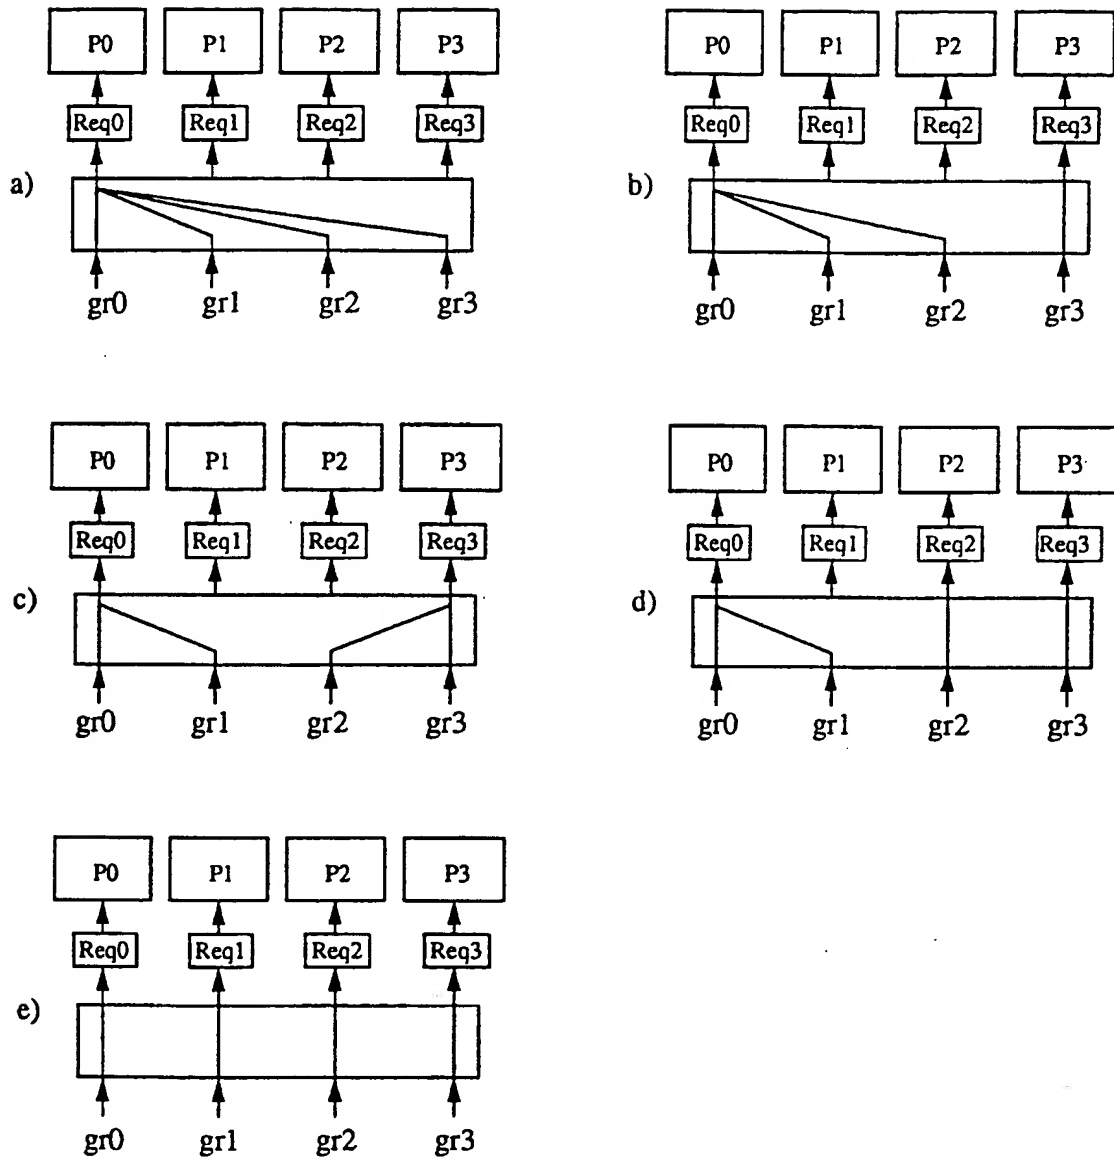 P0 P1 P2 P3 P0 P1 P2 P3
Req0 Req1 Req2 Req3 Req0 Req1 Req2 Req3
a) b)
gr0 gr1 gr2 gr3 gr0 gr1 gr2 gr3
P0 P1 P2 P3 P0 P1 P2 P3
Req0 Req1 Req2 Req3 Req0 Req1 Req2 Req3
c) d)
gr0 gr1 gr2 gr3 gr0 gr1 gr2 gr3
P0 P1 P2 P3
Req0 Req1 Req2 Req3
e)
gr0 gr1 gr2 gr3